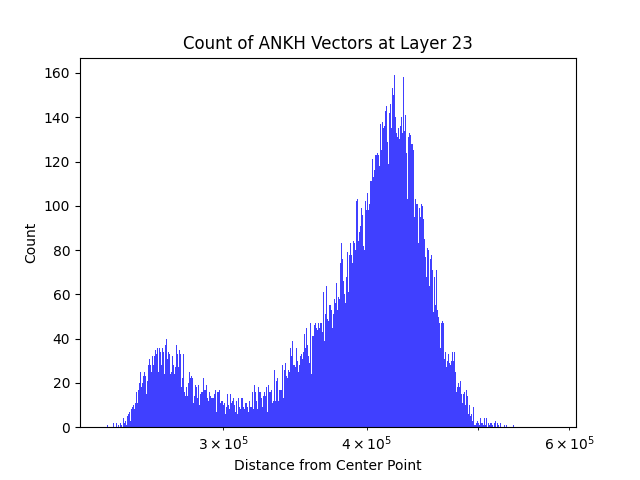 Count of ANKH Vectors at Layer 23
160
140
120
100
80
60
40
20
0
Count
3 × 10⁵
4 × 10⁵
6 × 10⁵
Distance from Center Point